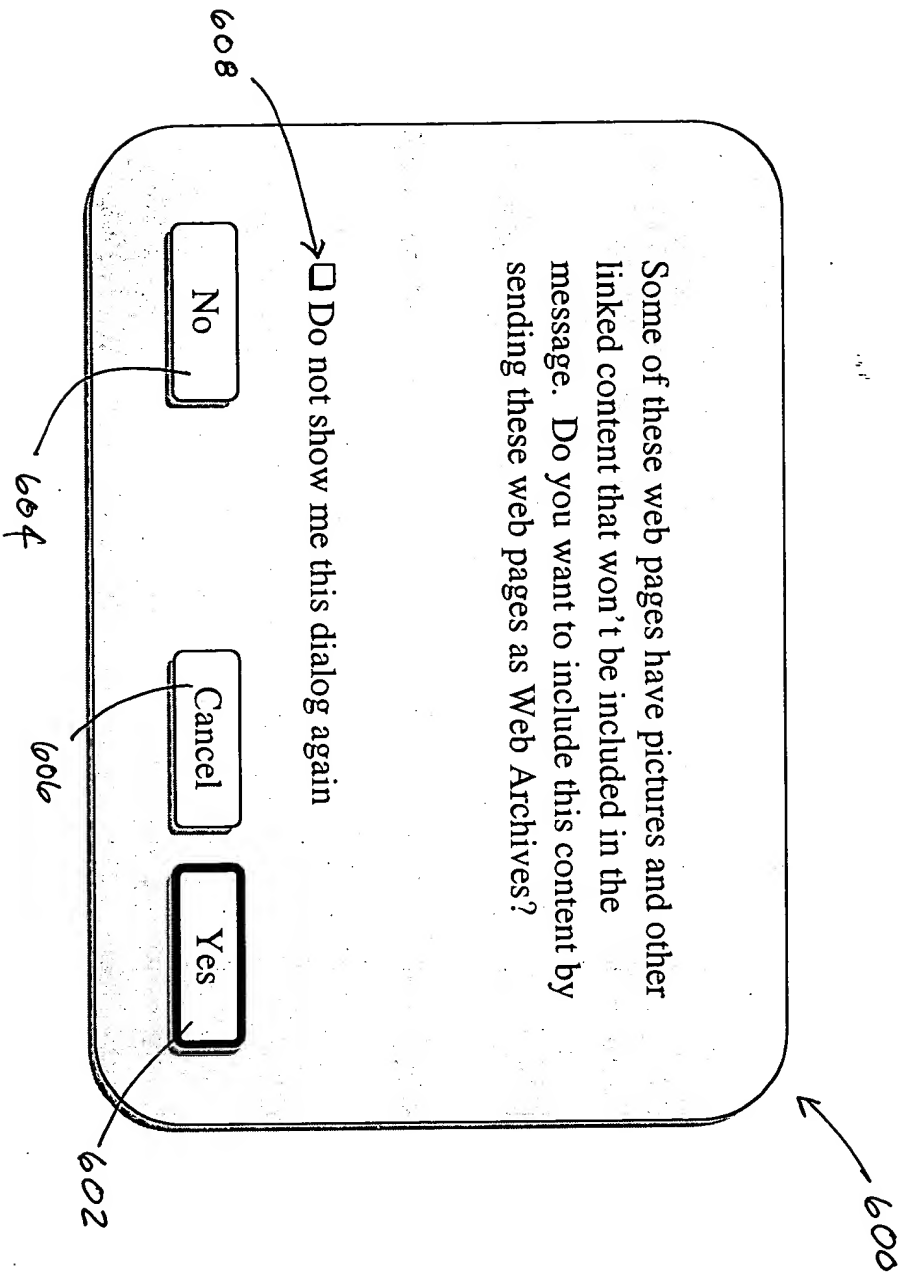 600
Some of these web pages have pictures and other
linked content that won't be included in the
message. Do you want to include this content by
sending these web pages as Web Archives?
608
Do not show me this dialog again
No
Cancel
Yes
604
606
602